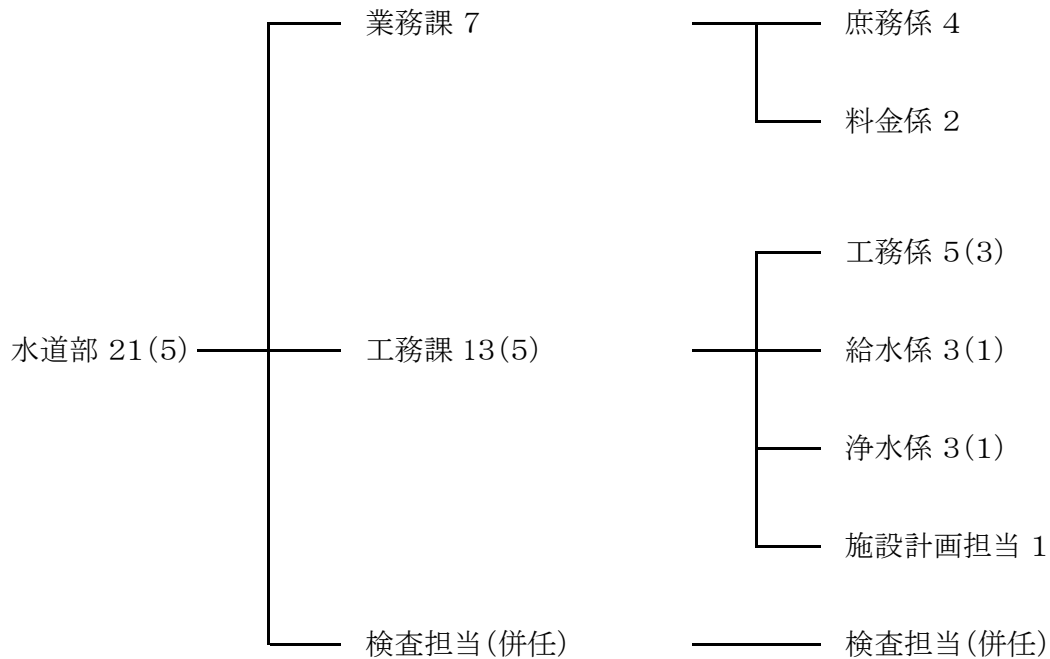 業務課 7
庶務係 4
料金係 2
工務係 5(3)
水道部 21(5)
工務課 13(5)
給水係 3(1)
浄水係 3(1)
施設計画担当 1
検査担当(併任)
検査担当(併任)